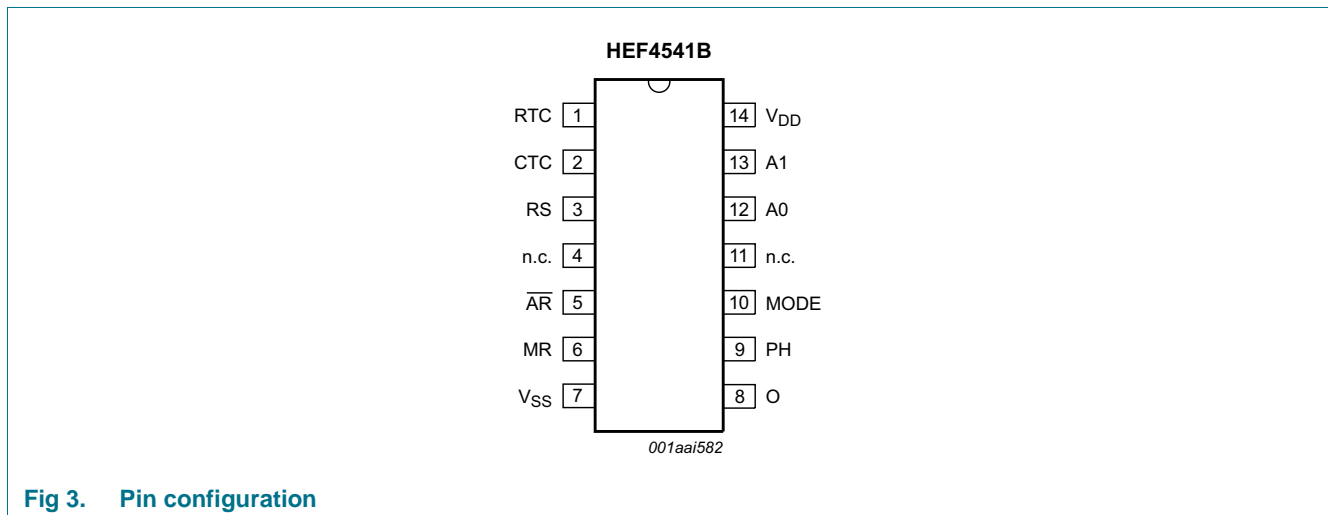 HEF4541B
RTC 1 14 VDD
CTC 2 13 A1
RS 3 12 A0
n.c. 4 11 n.c.
A̅R̅ 5 10 MODE
MR 6 9 PH
VSS 7 8 O
001aai582
Fig 3. Pin configuration